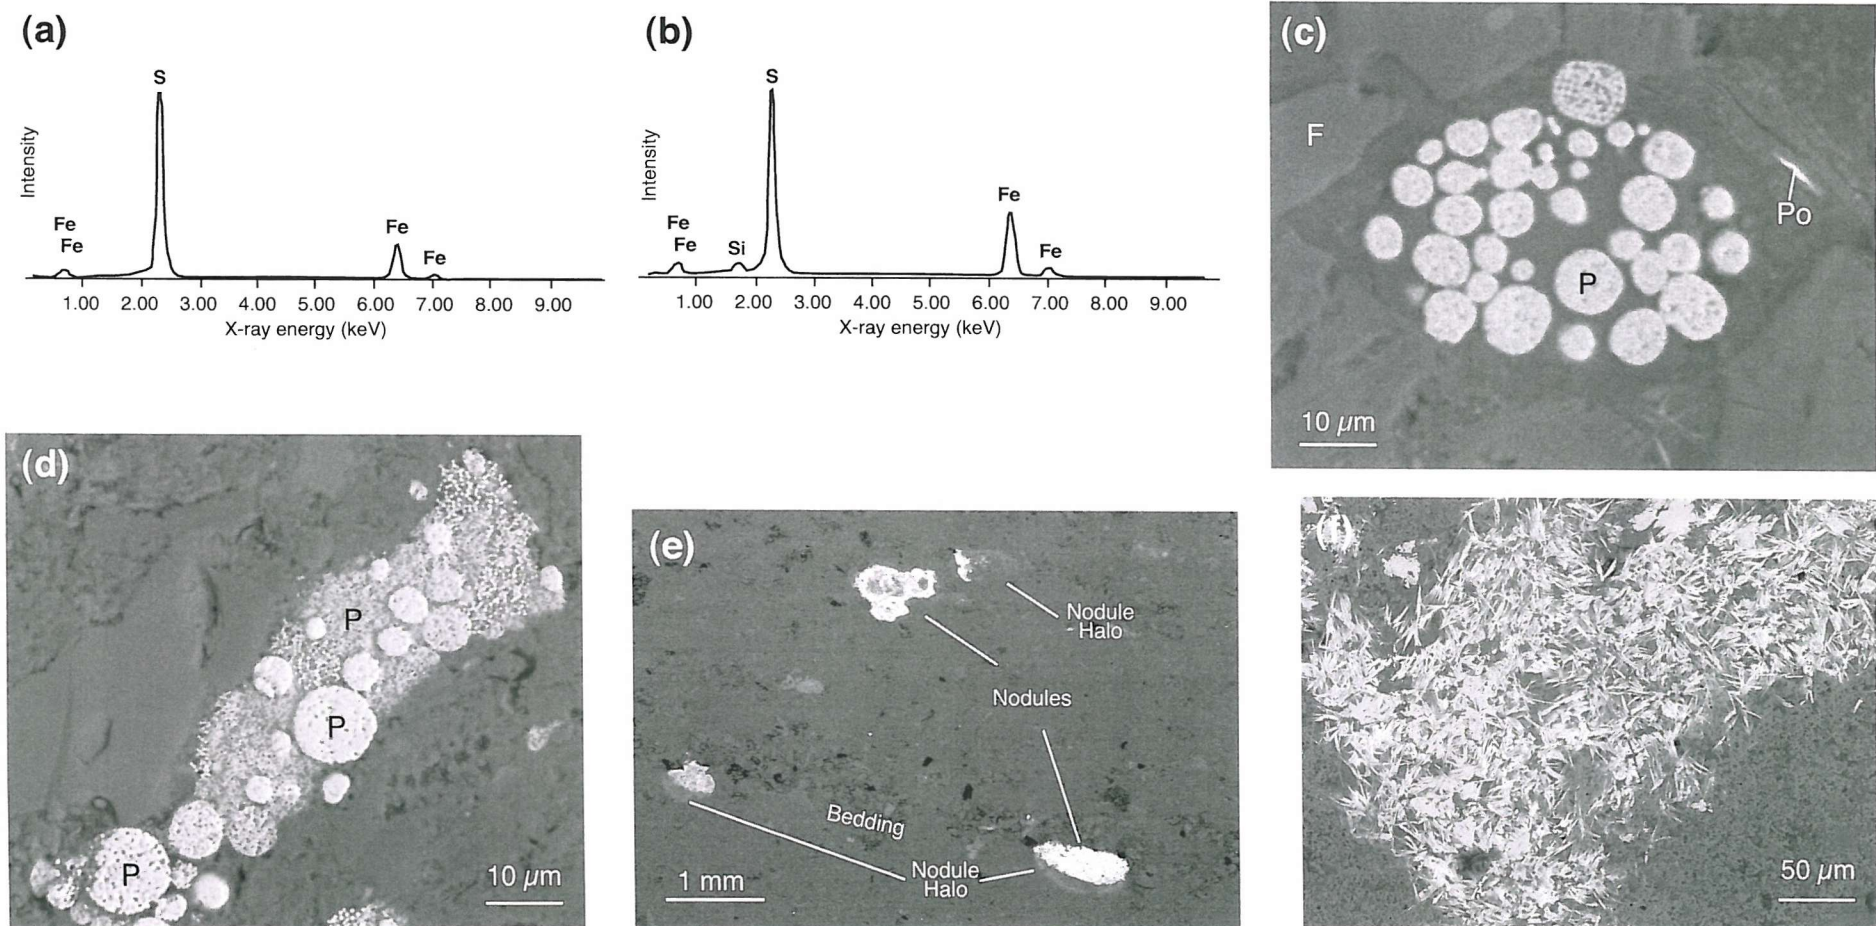 (a)
S
Intensity
Fe
Fe
Fe
Fe
1.00 2.00 3.00 4.00 5.00 6.00 7.00 8.00 9.00
X-ray energy (keV)
(b)
S
Intensity
Fe
Fe
Si
Fe
Fe
1.00 2.00 3.00 4.00 5.00 6.00 7.00 8.00 9.00
X-ray energy (keV)
(c)
F
Po
P
10 µm
(d)
P
P
P
10 µm
(e)
Nodule
Halo
Nodules
Bedding
Nodule
Halo
1 mm
50 µm